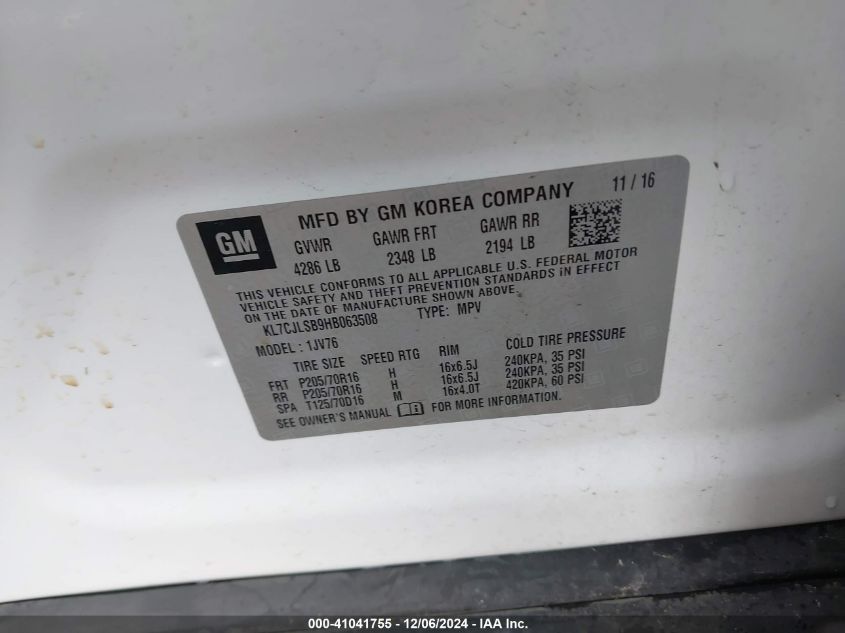 GM
MFD BY GM KOREA COMPANY 11 / 16
GVWR GAWR FRT GAWR RR
4286 LB 2348 LB 2194 LB
THIS VEHICLE CONFORMS TO ALL APPLICABLE U.S. FEDERAL MOTOR
VEHICLE SAFETY AND THEFT PREVENTION STANDARDS IN EFFECT
ON THE DATE OF MANUFACTURE SHOWN ABOVE.
KL7CJLSB9HB063508 TYPE: MPV
MODEL : 1JV76
TIRE SIZE SPEED RTG RIM COLD TIRE PRESSURE
FRT P205/70R16 H 16x6.5J 240KPA, 35 PSI
RR P205/70R16 H 16x6.5J 240KPA, 35 PSI
SPA T125/70D16 M 16x4.0T 420KPA, 60 PSI
SEE OWNER'S MANUAL FOR MORE INFORMATION.
000-41041755 - 12/06/2024 - IAA Inc.